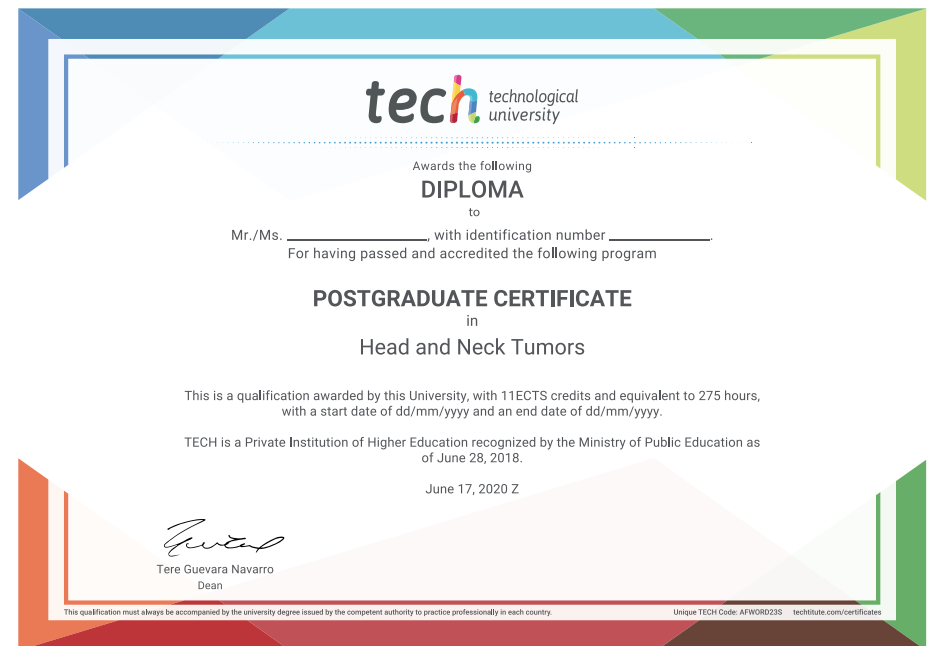 tech technological
university
Awards the following
DIPLOMA
to
Mr./Ms. ____________________, with identification number ______________.
For having passed and accredited the following program
POSTGRADUATE CERTIFICATE
in
Head and Neck Tumors
This is a qualification awarded by this University, with 11ECTS credits and equivalent to 275 hours,
with a start date of dd/mm/yyyy and an end date of dd/mm/yyyy.
TECH is a Private Institution of Higher Education recognized by the Ministry of Public Education as
of June 28, 2018.
June 17, 2020 Z
Tere Guevara Navarro
Dean
This qualification must always be accompanied by the university degree issued by the competent authority to practice professionally in each country. Unique TECH Code: AFWORD23S techtitute.com/certificates